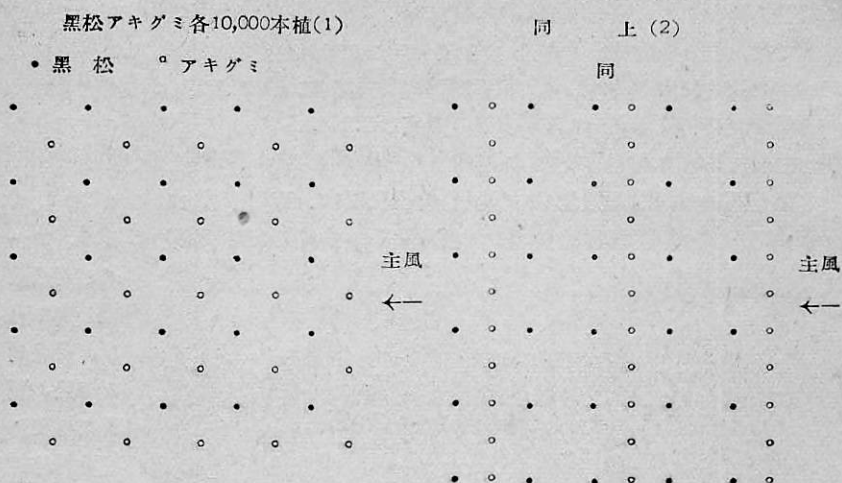 黒松アキグミ各10,000本植(1)
• 黒 松 ○ アキグミ
主風
←
同 上 (2)
同
主風
←